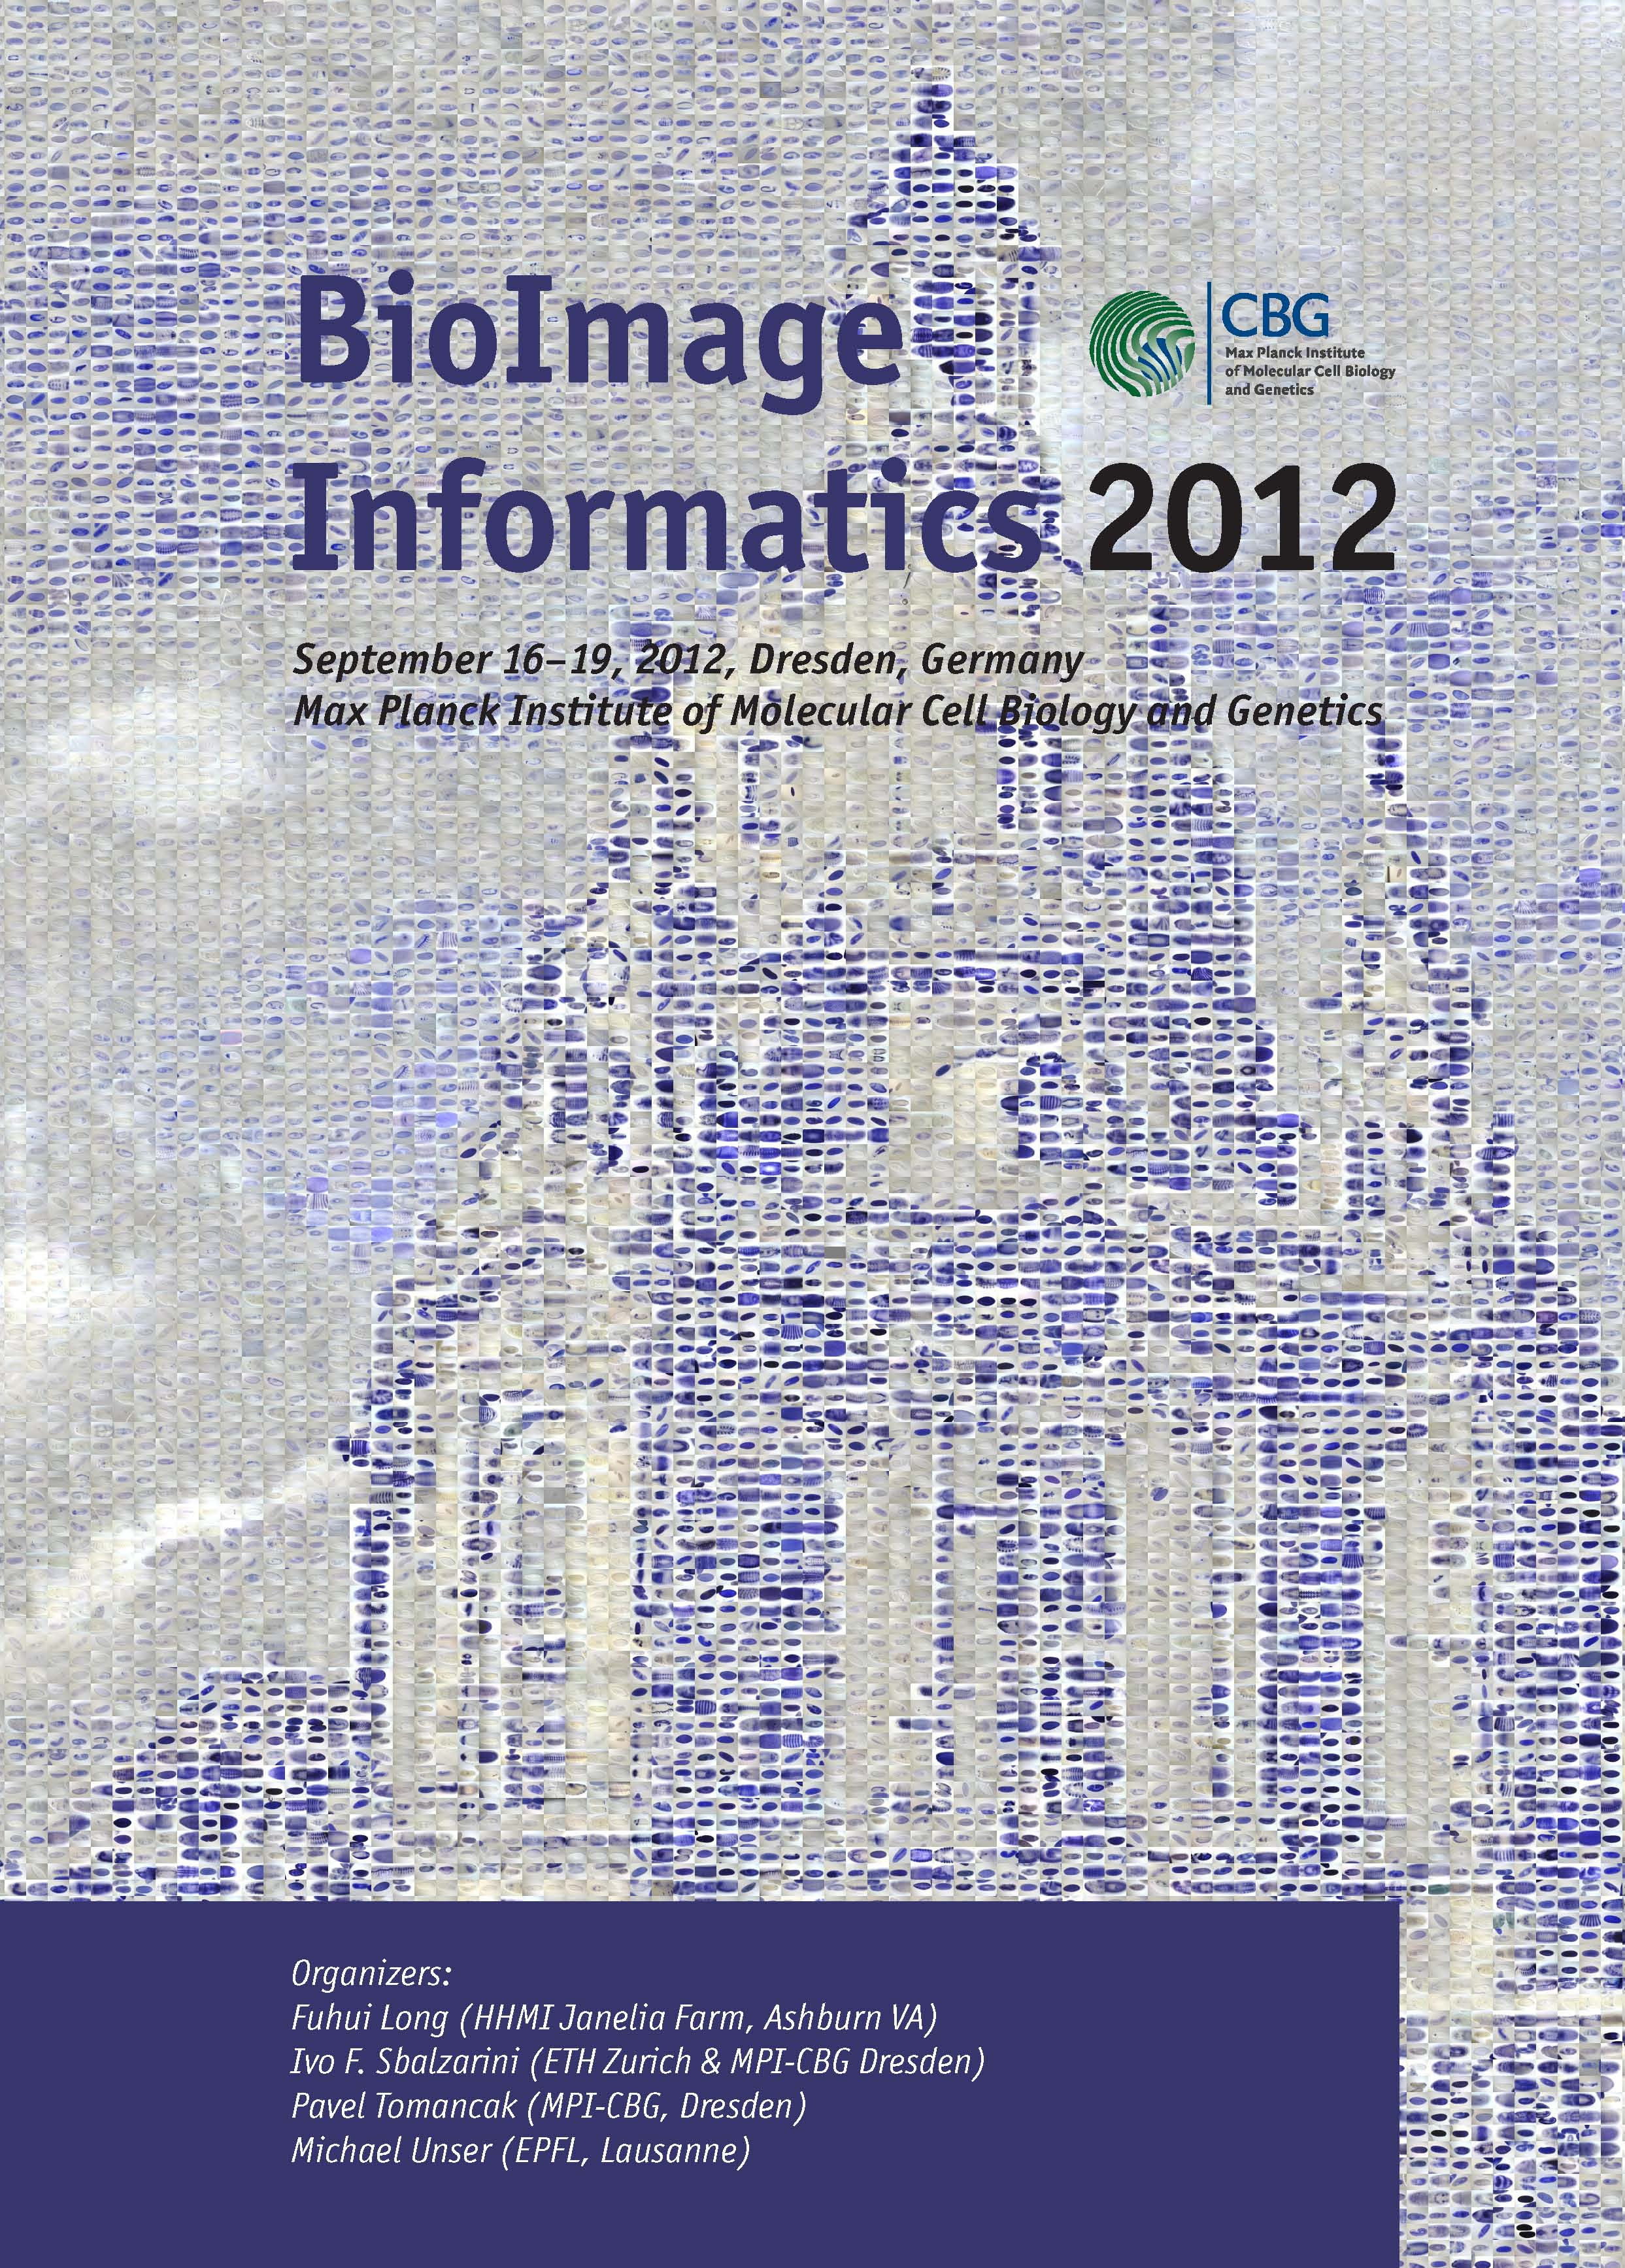 BioImage
CBG
Max Planck Institute
of Molecular Cell Biology
and Genetics
Informatics 2012
September 16–19, 2012, Dresden, Germany
Max Planck Institute of Molecular Cell Biology and Genetics
Organizers:
Fuhui Long (HHMI Janelia Farm, Ashburn VA)
Ivo F. Sbalzarini (ETH Zurich & MPI-CBG Dresden)
Pavel Tomancak (MPI-CBG, Dresden)
Michael Unser (EPFL, Lausanne)